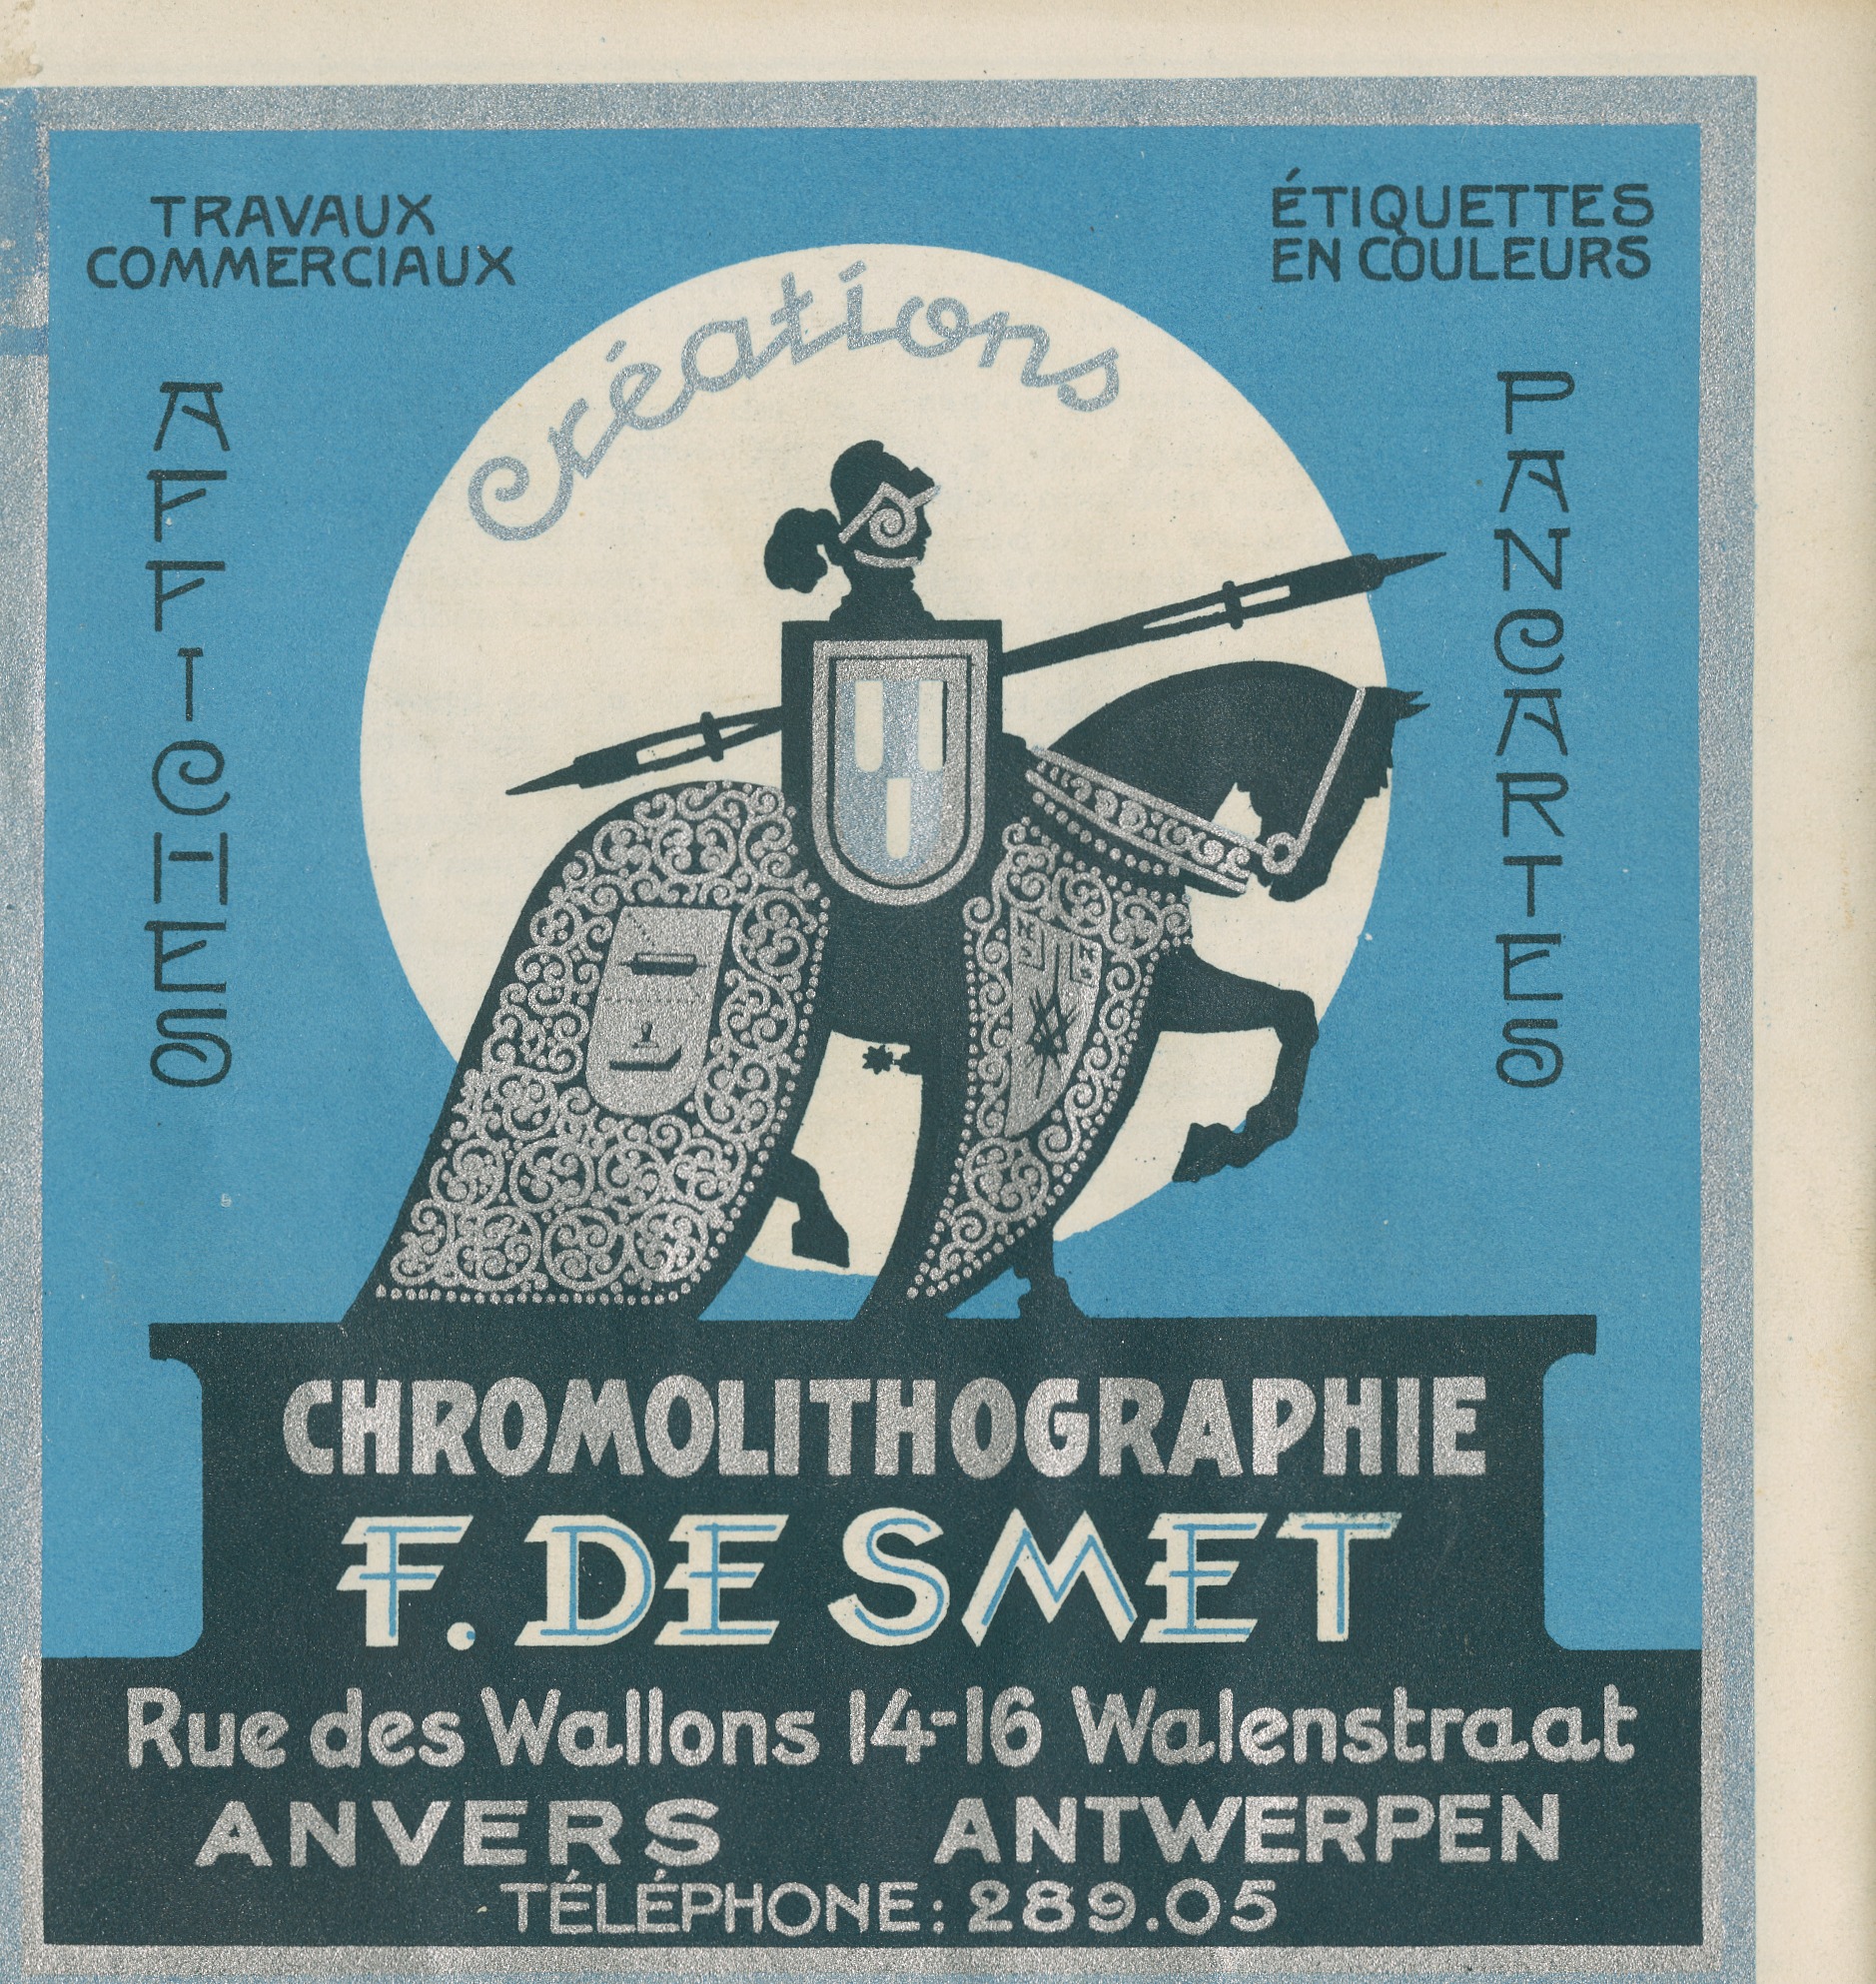 TRAVAUX
COMMERCIAUX
ÉTIQUETTES
EN COULEURS
créations
AFFICHES
PANCARTES
CHROMOLITHOGRAPHIE
F. DE SMET
Rue des Wallons 14-16 Walenstraat
ANVERS ANTWERPEN
TÉLÉPHONE: 289.05